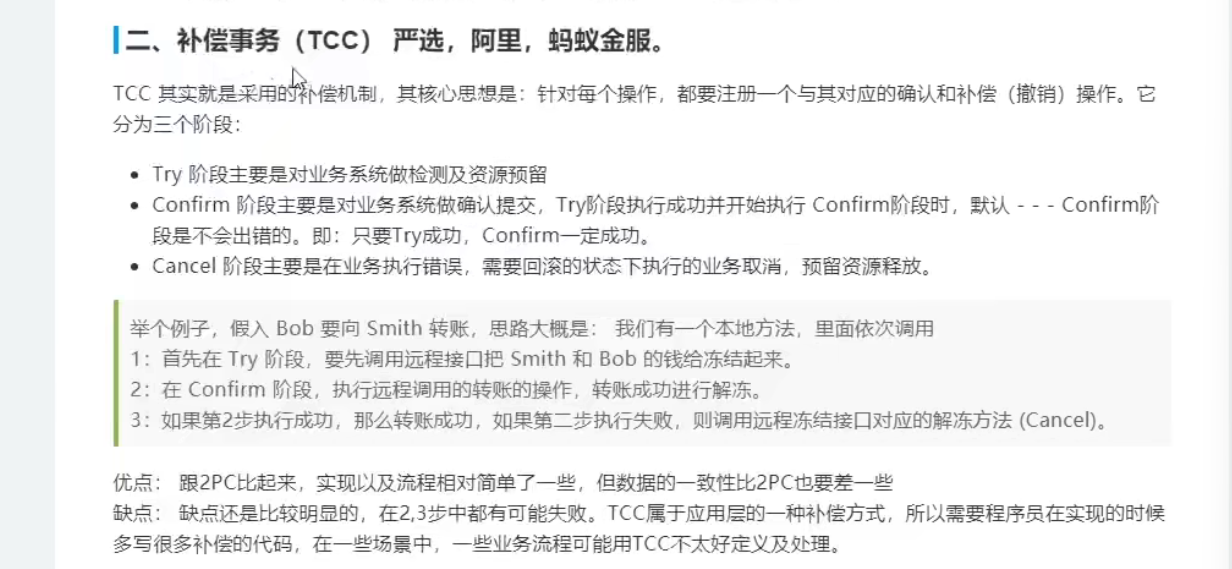 二、补偿事务（TCC） 严选，阿里，蚂蚁金服。
TCC 其实就是采用的补偿机制，其核心思想是：针对每个操作，都要注册一个与其对应的确认和补偿（撤销）操作。它
分为三个阶段：
• Try 阶段主要是对业务系统做检测及资源预留
• Confirm 阶段主要是对业务系统做确认提交，Try阶段执行成功并开始执行 Confirm阶段时，默认 - - - Confirm阶
段是不会出错的。即：只要Try成功，Confirm一定成功。
• Cancel 阶段主要是在业务执行错误，需要回滚的状态下执行的业务取消，预留资源释放。
举个例子，假入 Bob 要向 Smith 转账，思路大概是： 我们有一个本地方法，里面依次调用
1：首先在 Try 阶段，要先调用远程接口把 Smith 和 Bob 的钱给冻结起来。
2：在 Confirm 阶段，执行远程调用的转账的操作，转账成功进行解冻。
3：如果第2步执行成功，那么转账成功，如果第二步执行失败，则调用远程冻结接口对应的解冻方法 (Cancel)。
优点： 跟2PC比起来，实现以及流程相对简单了一些，但数据的一致性比2PC也要差一些
缺点： 缺点还是比较明显的，在2,3步中都有可能失败。TCC属于应用层的一种补偿方式，所以需要程序员在实现的时候
多写很多补偿的代码，在一些场景中，一些业务流程可能用TCC不太好定义及处理。